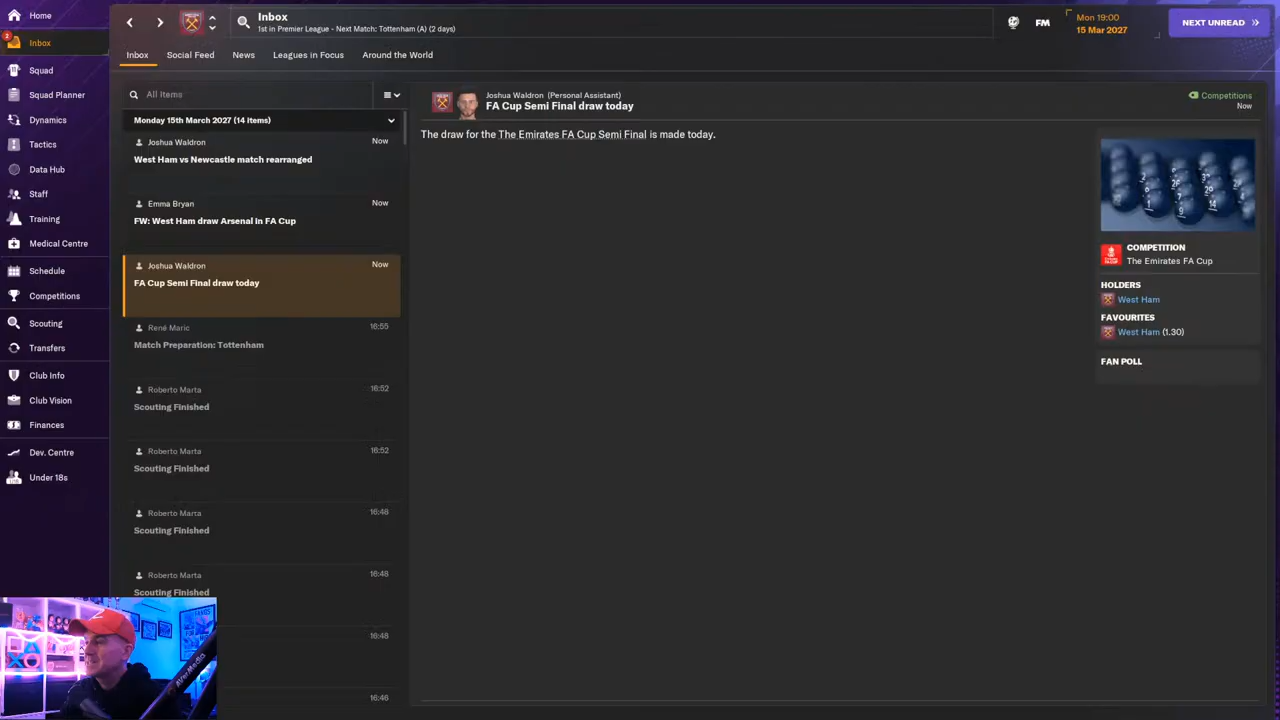 Home
Inbox
2
Squad
Squad Planner
Dynamics
Tactics
Data Hub
Staff
Training
Medical Centre
Schedule
Competitions
Scouting
Transfers
Club Info
Club Vision
Finances
Dev. Centre
Under 18s
Inbox
1st in Premier League - Next Match: Tottenham (A) (2 days)
FM
Mon 19:00
15 Mar 2027
NEXT UNREAD
Inbox
Social Feed
News
Leagues in Focus
Around the World
All Items
Monday 15th March 2027 (14 items)
Joshua Waldron
Now
West Ham vs Newcastle match rearranged
Emma Bryan
Now
FW: West Ham draw Arsenal in FA Cup
Joshua Waldron
Now
FA Cup Semi Final draw today
René Maric
16:55
Match Preparation: Tottenham
Roberto Marta
16:52
Scouting Finished
Roberto Marta
16:52
Scouting Finished
Roberto Marta
16:48
Scouting Finished
Roberto Marta
16:48
Scouting Finished
16:48
16:46
Joshua Waldron (Personal Assistant)
FA Cup Semi Final draw today
Competitions
Now
The draw for the The Emirates FA Cup Semi Final is made today.
COMPETITION
The Emirates FA Cup
HOLDERS
West Ham
FAVOURITES
West Ham (1.30)
FAN POLL